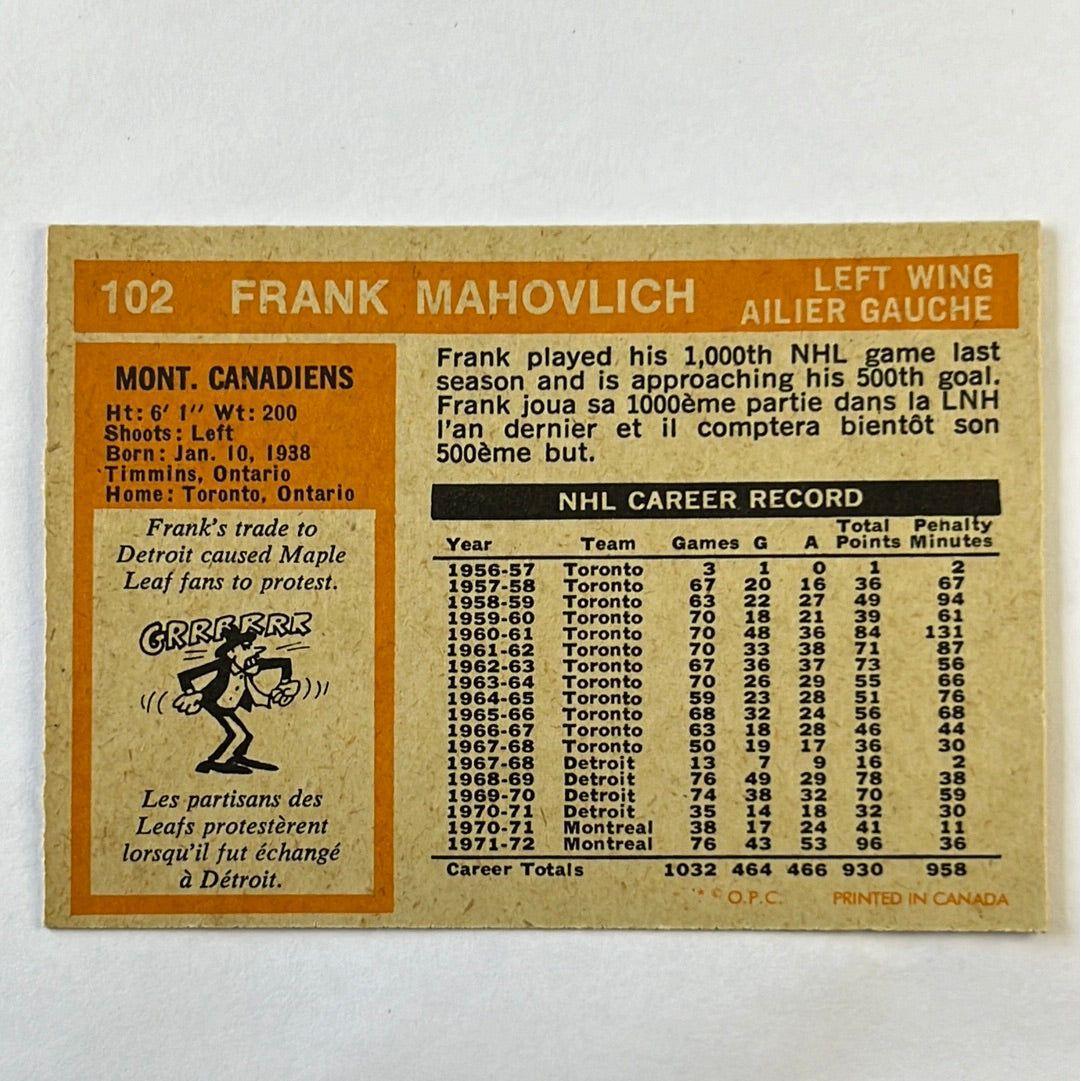 102 FRANK MAHOVLICH LEFT WING
AILIER GAUCHE
MONT. CANADIENS
Ht: 6' 1" Wt: 200
Shoots: Left
Born: Jan. 10, 1938
Timmins, Ontario
Home: Toronto, Ontario
Frank's trade to
Detroit caused Maple
Leaf fans to protest.
GRRRRRRR
Les partisans des
Leafs protestèrent
lorsqu'il fut échangé
à Détroit.
Frank played his 1,000th NHL game last
season and is approaching his 500th goal.
Frank joua sa 1000ème partie dans la LNH
l'an dernier et il comptera bientôt son
500ème but.
NHL CAREER RECORD
Year Team Games G A Total Points Penalty Minutes
1956-57 Toronto 3 1 0 1 2
1957-58 Toronto 67 20 16 36 67
1958-59 Toronto 63 22 27 49 94
1959-60 Toronto 70 18 21 39 61
1960-61 Toronto 70 48 36 84 131
1961-62 Toronto 70 33 38 71 87
1962-63 Toronto 67 36 37 73 56
1963-64 Toronto 70 26 29 55 66
1964-65 Toronto 59 23 28 51 76
1965-66 Toronto 68 32 24 56 68
1966-67 Toronto 63 18 28 46 44
1967-68 Toronto 50 19 17 36 30
1967-68 Detroit 13 7 9 16 2
1968-69 Detroit 76 49 29 78 38
1969-70 Detroit 74 38 32 70 59
1970-71 Detroit 35 14 18 32 30
1970-71 Montreal 38 17 24 41 11
1971-72 Montreal 76 43 53 96 36
Career Totals 1032 464 466 930 958
* © O.P.C. PRINTED IN CANADA